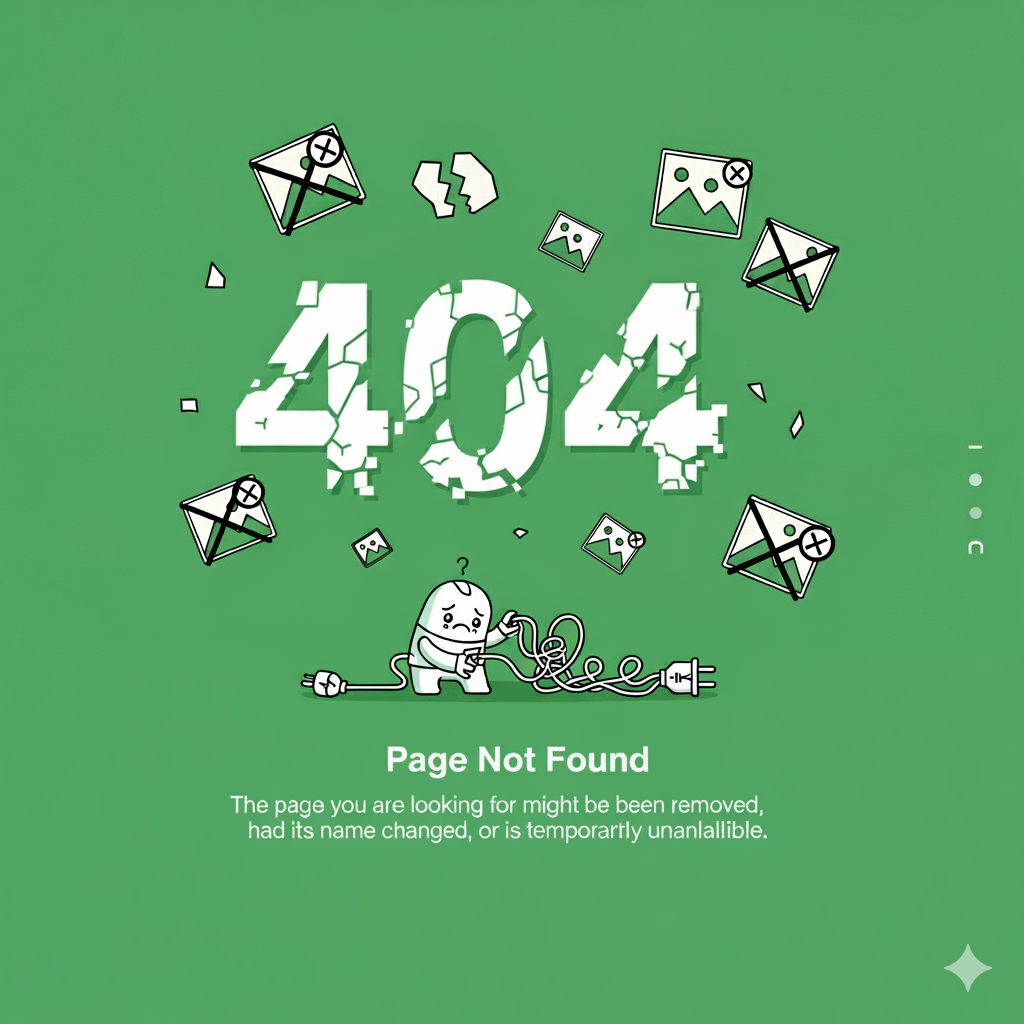 404
?
Page Not Found
The page you are looking for might be been removed,
had its name changed, or is temporartly unanlallible.